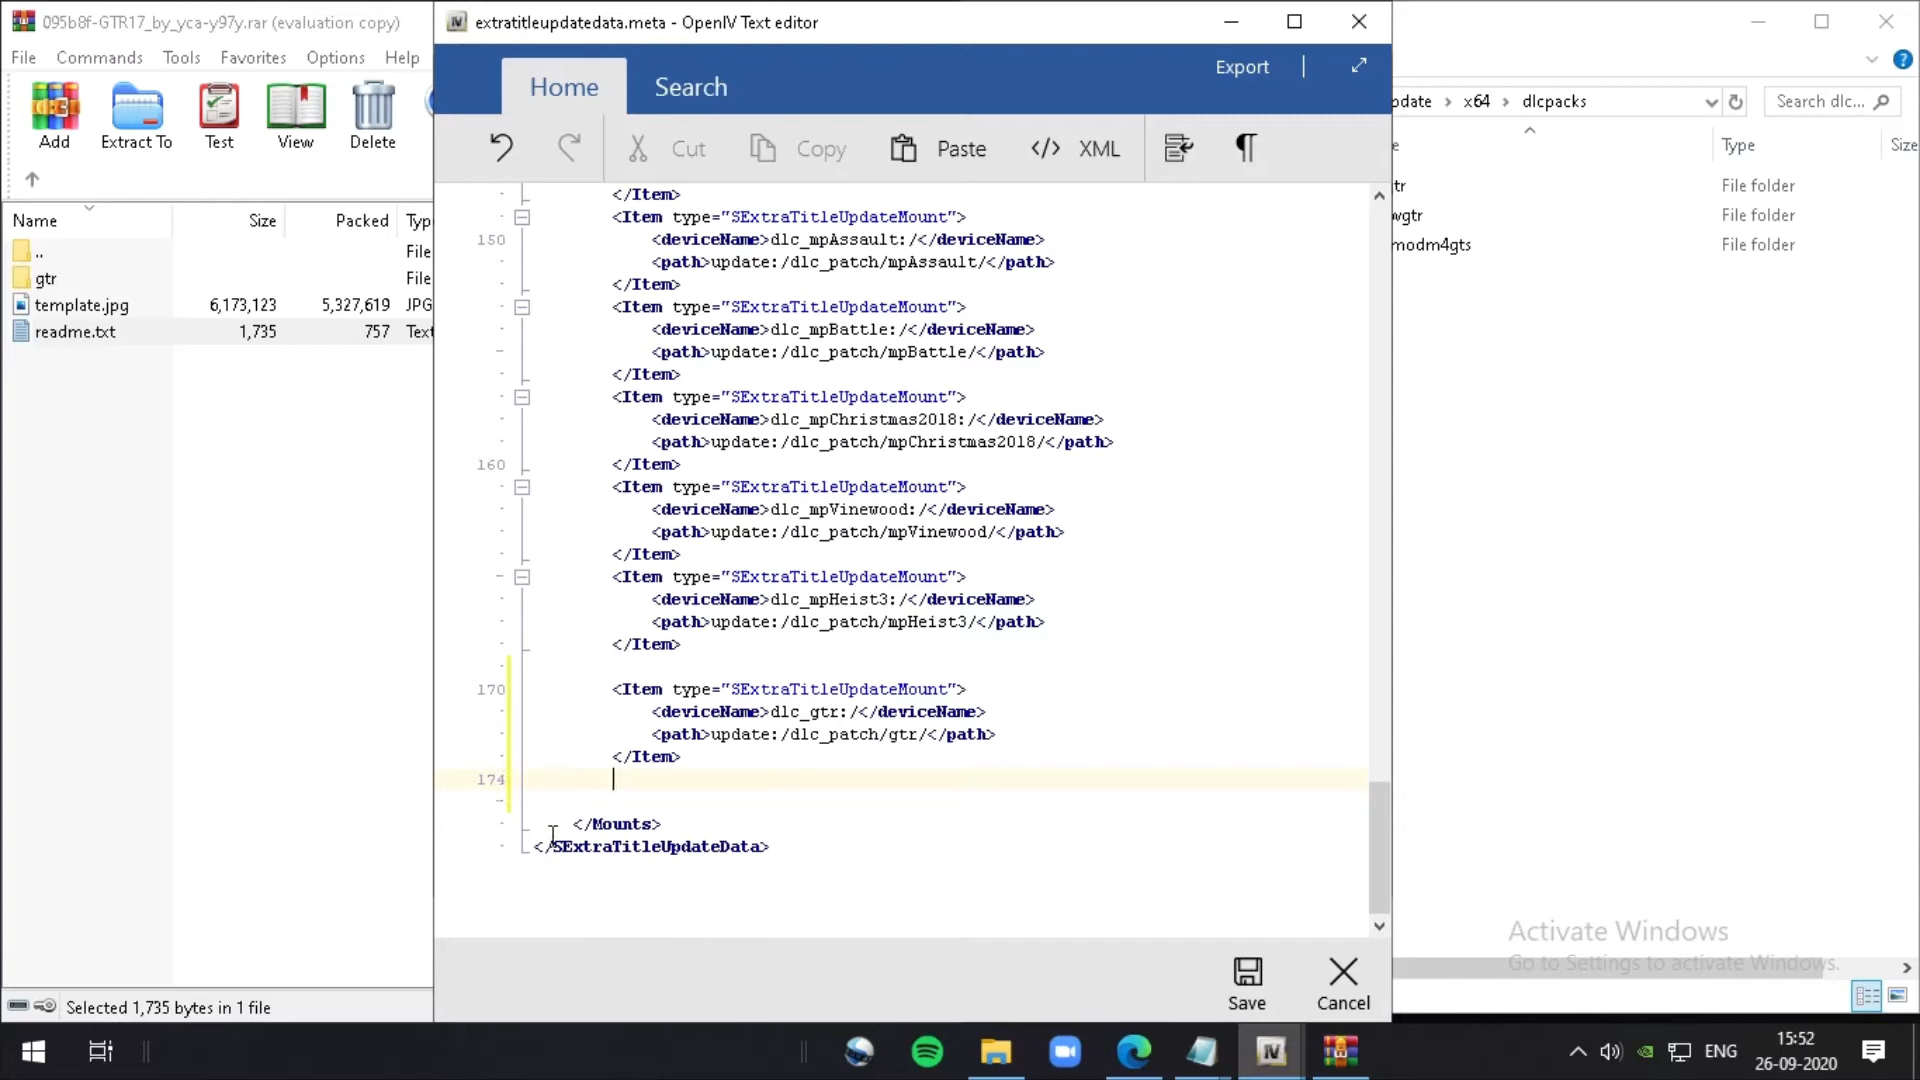 095b8f-GTR17_by_yca-y97y.rar (evaluation copy)
File Commands Tools Favorites Options Help
Add Extract To Test View Delete
Name Size Packed Typ
.. File
gtr File
template.jpg 6,173,123 5,327,619 JPG
readme.txt 1,735 757 Text
Selected 1,735 bytes in 1 file
IV extratitleupdatedata.meta - OpenIV Text editor
Home Search Export
Cut Copy Paste </> XML ¶
</Item>
<Item type="SExtraTitleUpdateMount">
150 <deviceName>dlc_mpAssault:/</deviceName>
<path>update:/dlc_patch/mpAssault/</path>
</Item>
<Item type="SExtraTitleUpdateMount">
<deviceName>dlc_mpBattle:/</deviceName>
<path>update:/dlc_patch/mpBattle/</path>
</Item>
<Item type="SExtraTitleUpdateMount">
<deviceName>dlc_mpChristmas2018:/</deviceName>
<path>update:/dlc_patch/mpChristmas2018/</path>
160 </Item>
<Item type="SExtraTitleUpdateMount">
<deviceName>dlc_mpVinewood:/</deviceName>
<path>update:/dlc_patch/mpVinewood/</path>
</Item>
<Item type="SExtraTitleUpdateMount">
<deviceName>dlc_mpHeist3:/</deviceName>
<path>update:/dlc_patch/mpHeist3/</path>
</Item>
170 <Item type="SExtraTitleUpdateMount">
<deviceName>dlc_gtr:/</deviceName>
<path>update:/dlc_patch/gtr/</path>
</Item>
174
</Mounts>
</SExtraTitleUpdateData>
Save Cancel
pdate > x64 > dlcpacks Search dlc...
e Type Size
tr File folder
vgtr File folder
modm4gts File folder
Activate Windows
Go to Settings to activate Windows.
IV ENG 15:52
26-09-2020